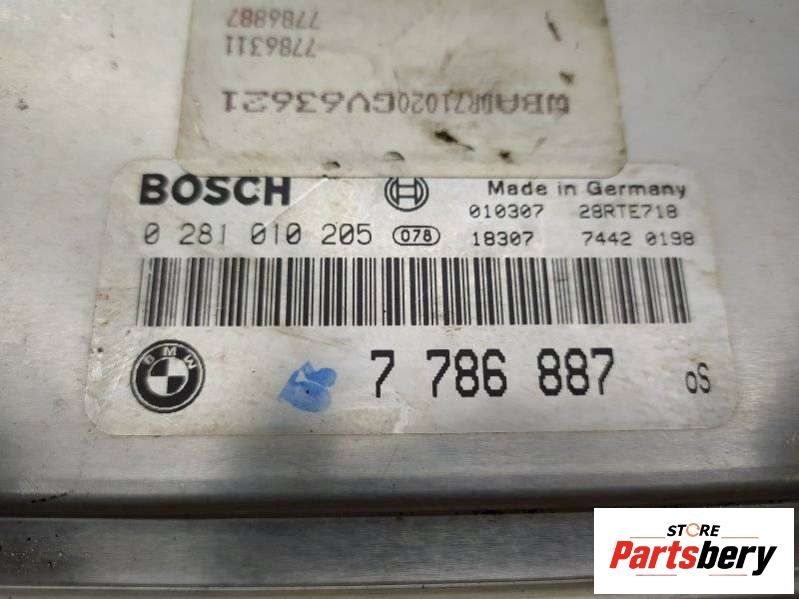 7786887
7786311
WBADR71020GV63621
BOSCH
Made in Germany
010307 28RTE718
0 281 010 205 078 18307 7442 0198
BMW
7 786 887 oS
STORE
Partsbery